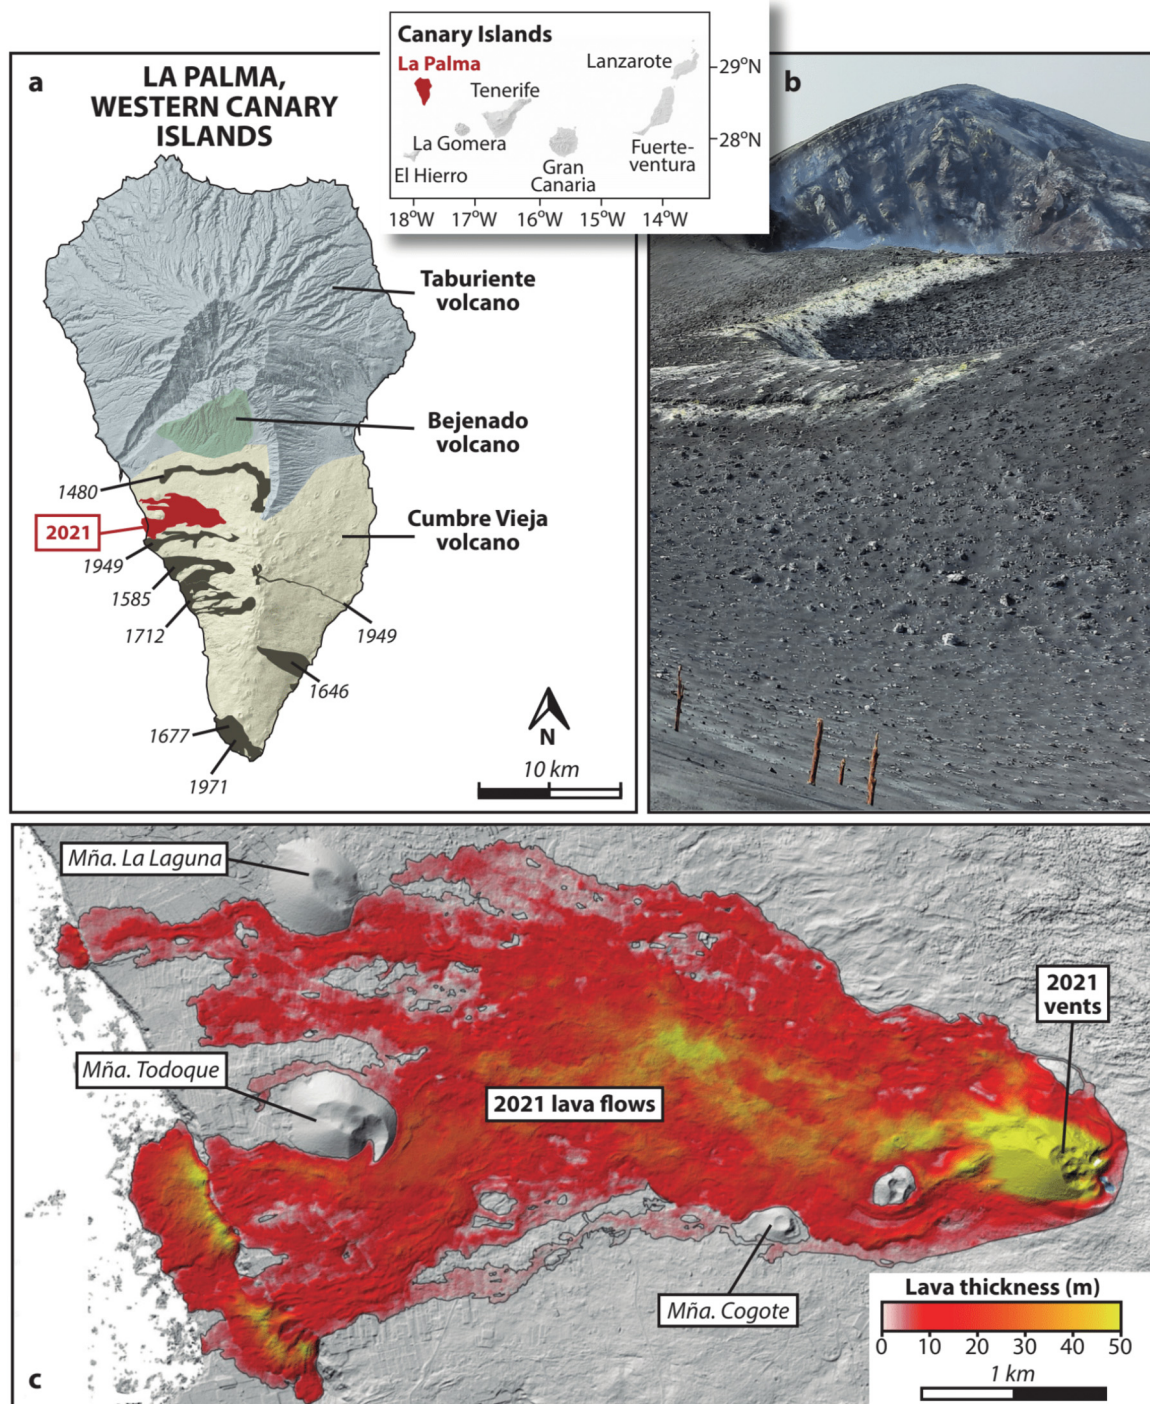 Canary Islands
La Palma
Lanzarote
Tenerife
La Gomera
El Hierro
Gran
Canaria
Fuerte-
ventura
29°N
28°N
18°W 17°W 16°W 15°W 14°W
a
LA PALMA,
WESTERN CANARY
ISLANDS
Taburiente
volcano
Bejenado
volcano
Cumbre Vieja
volcano
1480
2021
1949
1585
1712
1949
1646
1677
1971
N
10 km
b
Mña. La Laguna
2021
vents
Mña. Todoque
2021 lava flows
Mña. Cogote
Lava thickness (m)
0 10 20 30 40 50
1 km
c